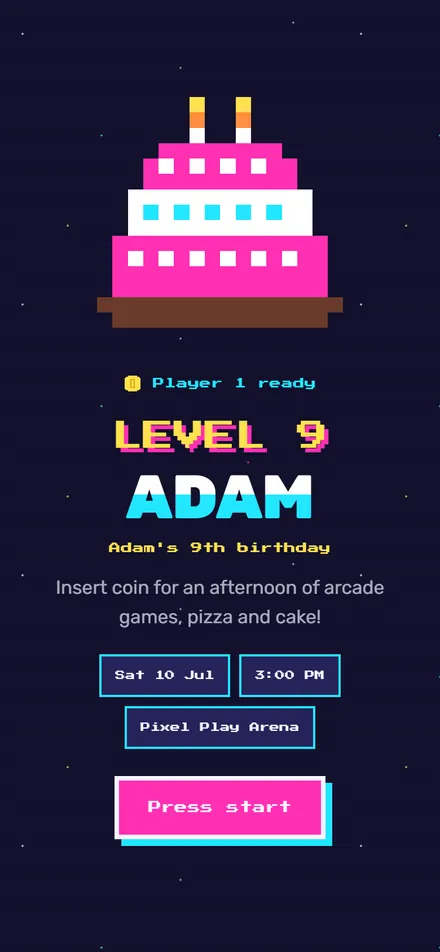 Player 1 ready
LEVEL 9
ADAM
Adam's 9th birthday
Insert coin for an afternoon of arcade
games, pizza and cake!
Sat 10 Jul
3:00 PM
Pixel Play Arena
Press start